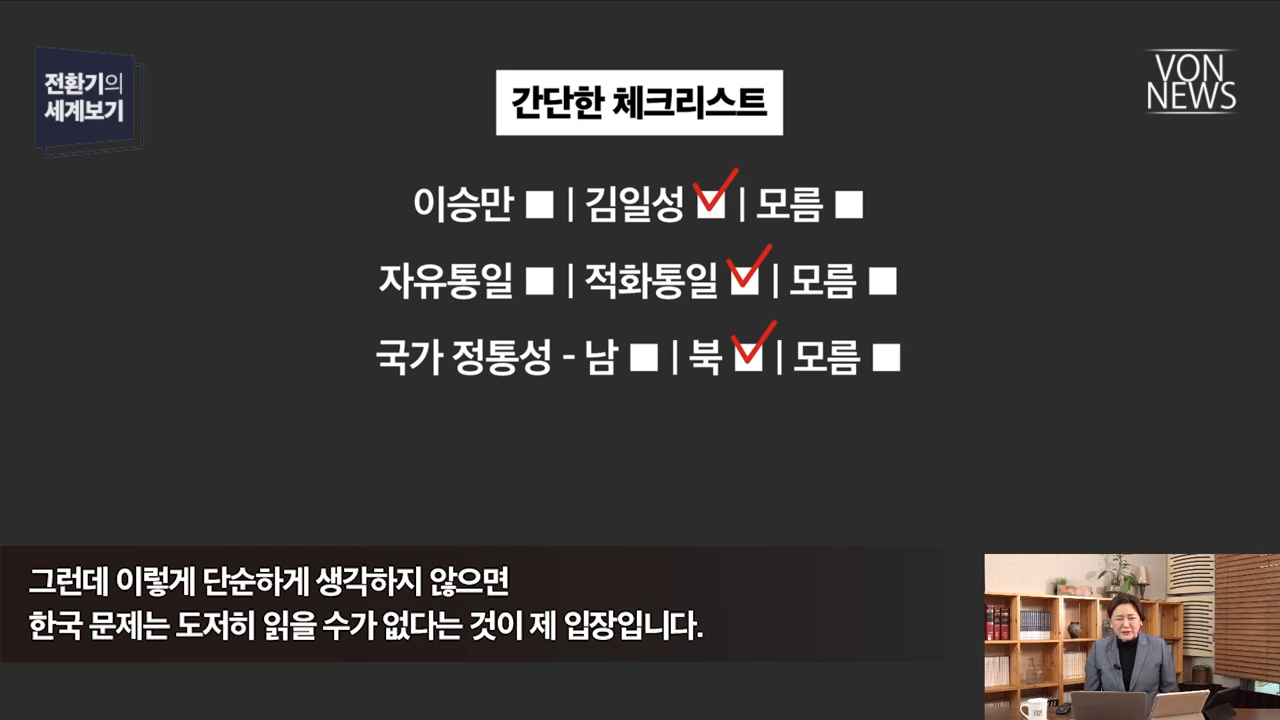 전환기의
세계보기
VON
NEWS
간단한 체크리스트
이승만 | 김일성 | 모름
자유통일 | 적화통일 | 모름
국가 정통성 - 남 | 북 | 모름
그런데 이렇게 단순하게 생각하지 않으면
한국 문제는 도저히 읽을 수가 없다는 것이 제 입장입니다.